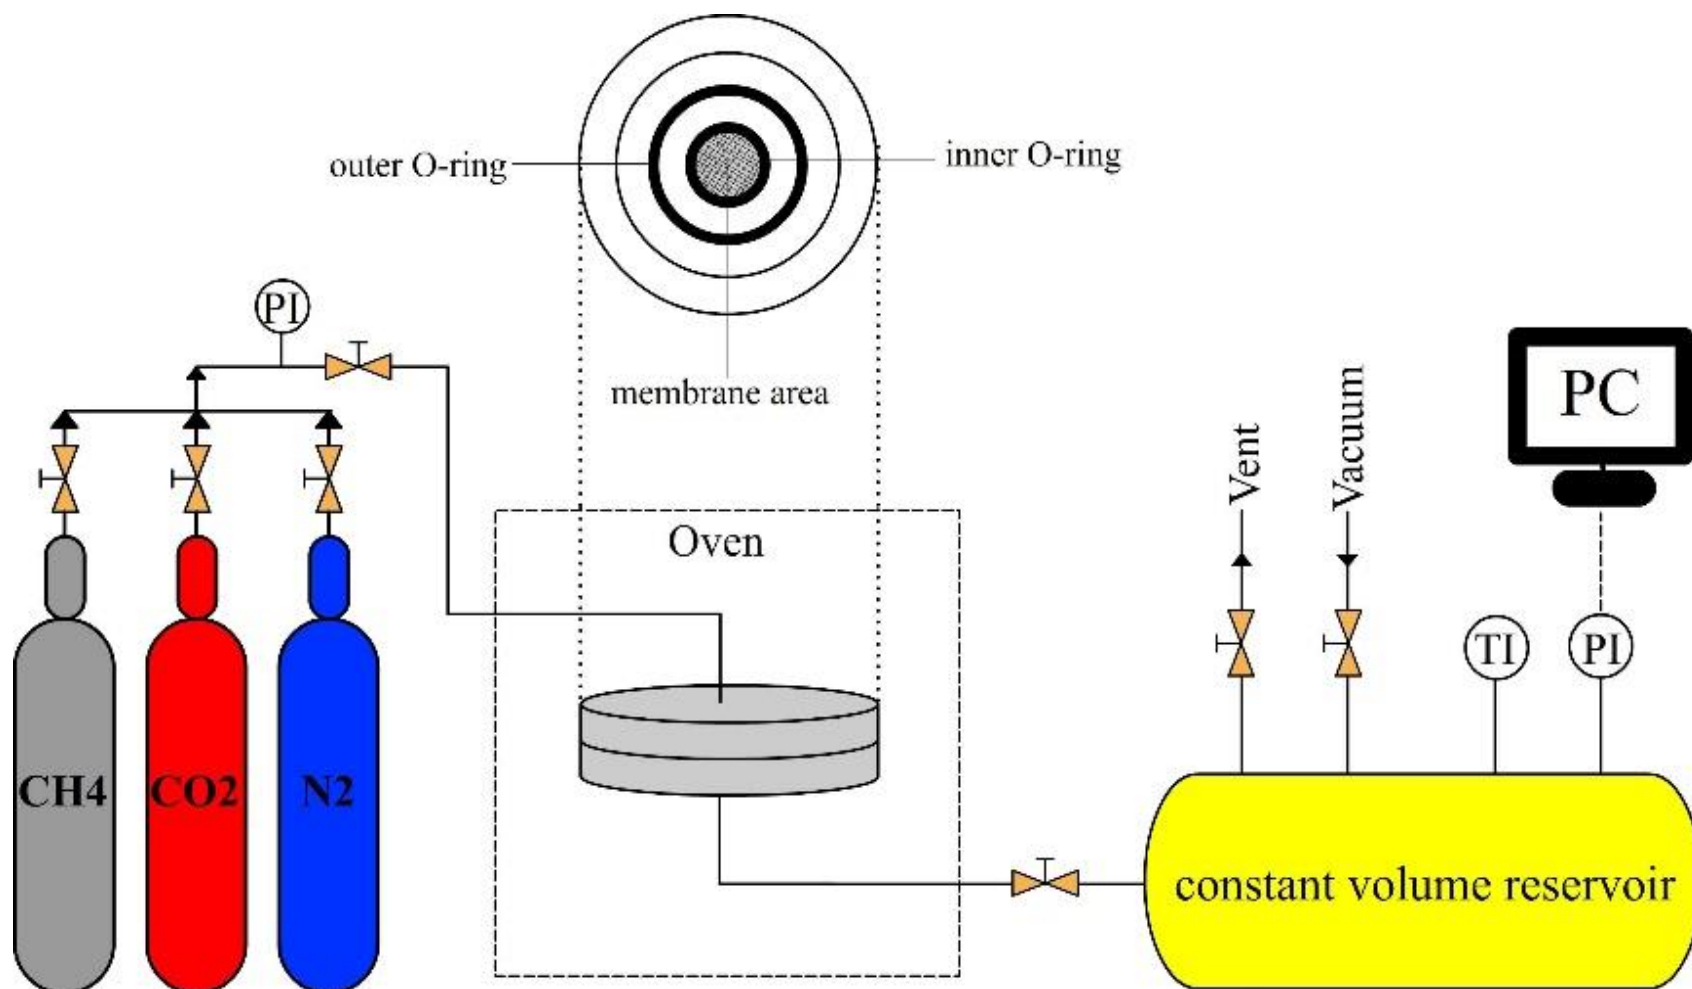 outer O-ring
inner O-ring
PI
membrane area
PC
Vent
Vacuum
Oven
TI
PI
CH4
CO2
N2
constant volume reservoir